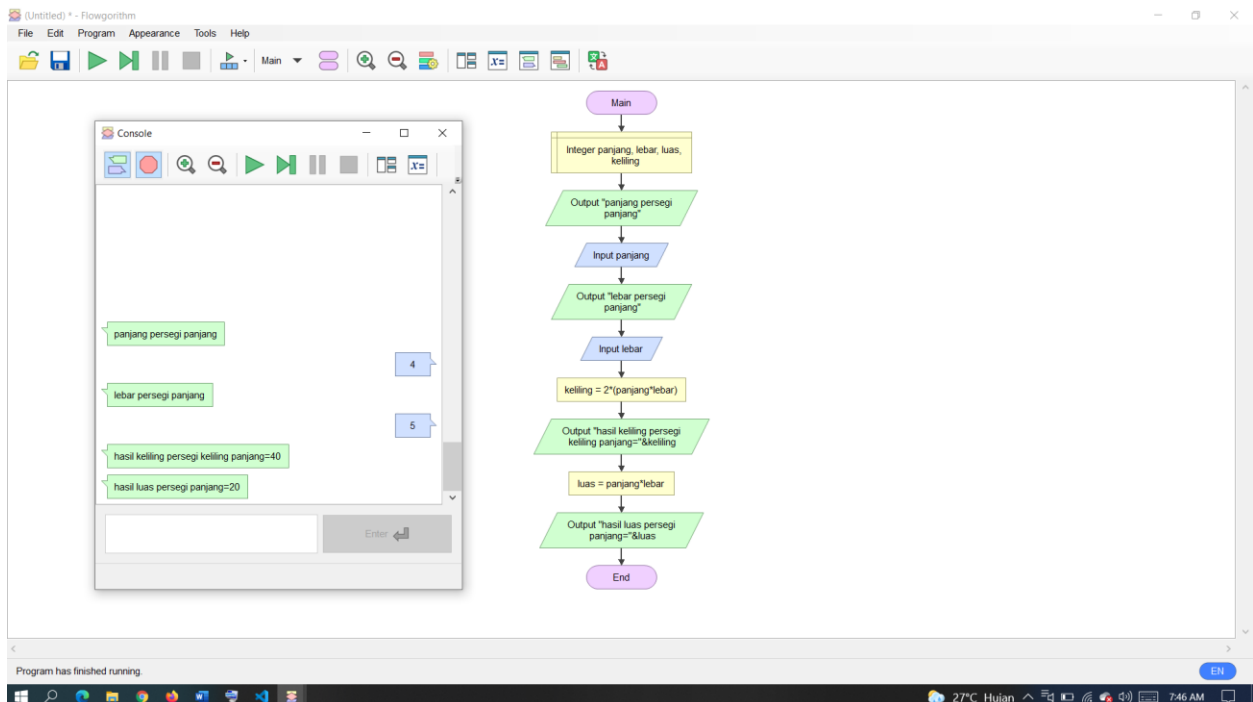 (Untitled) * - Flowgorithm
File Edit Program Appearance Tools Help
Main
x=
Console
x=
panjang persegi panjang
4
lebar persegi panjang
5
hasil keliling persegi keliling panjang=40
hasil luas persegi panjang=20
Enter
Main
Integer panjang, lebar, luas,
keliling
Output "panjang persegi
panjang"
Input panjang
Output "lebar persegi
panjang"
Input lebar
keliling = 2*(panjang*lebar)
Output "hasil keliling persegi
keliling panjang="&keliling
luas = panjang*lebar
Output "hasil luas persegi
panjang="&luas
End
Program has finished running.
EN
27°C Hujan
7:46 AM